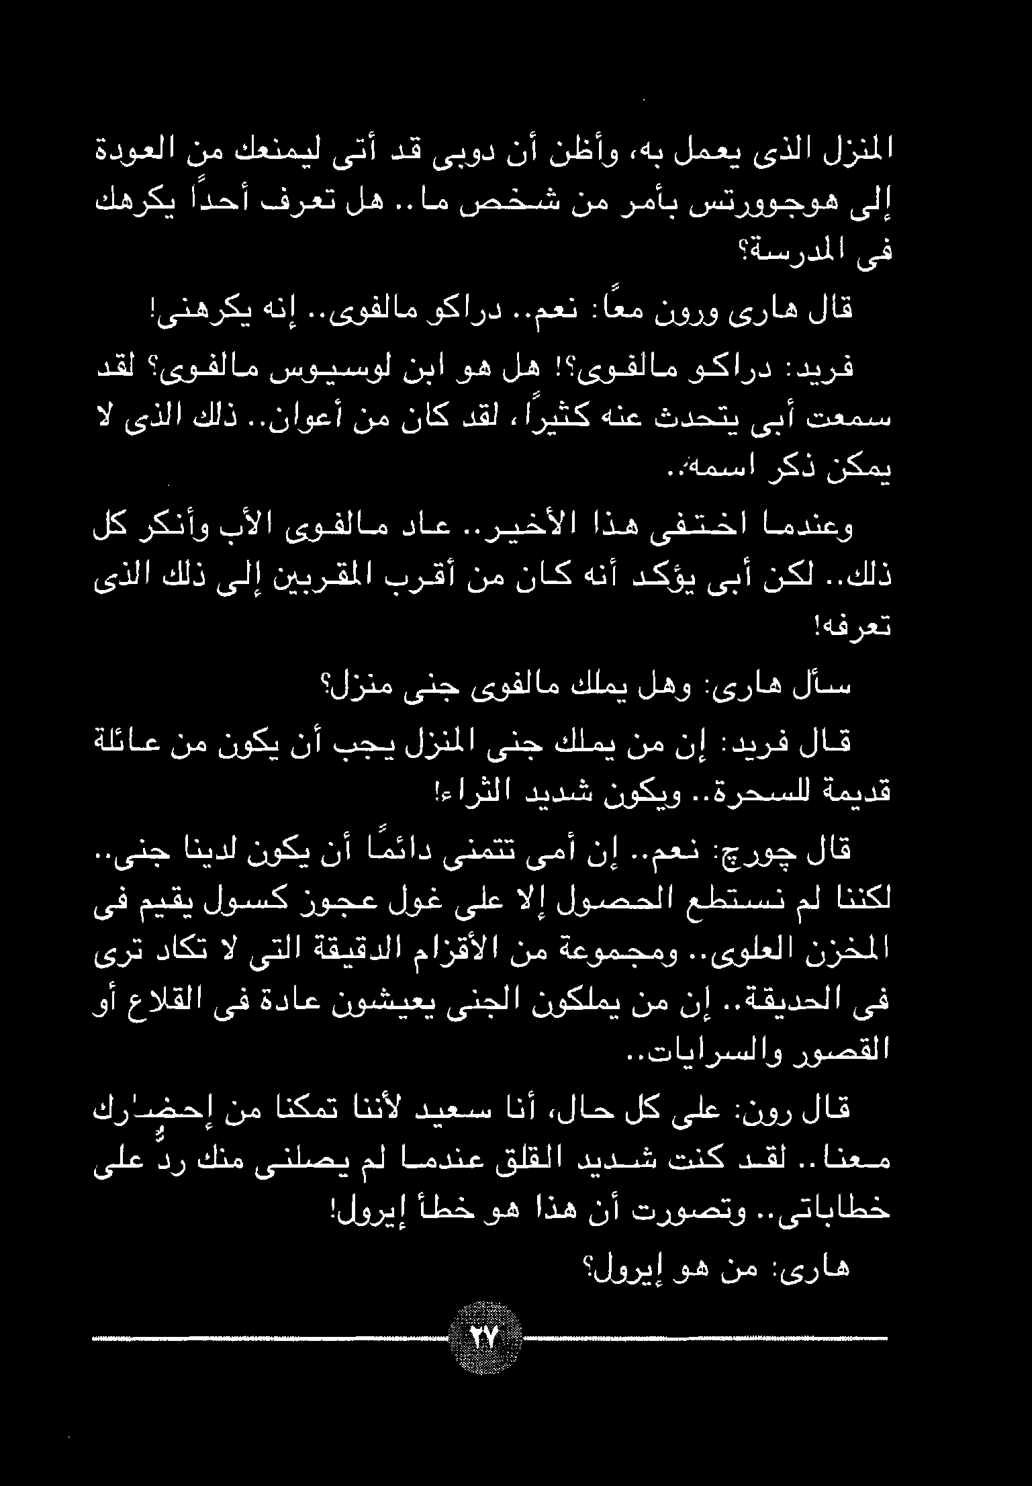 المنزل الذى يعمل به، وأظن أن دوبى قد أتى ليمنعك من العودة
إلى هوجوورتس بأمر من شخص ما.. هل تعرف أحدًا يكرهك
فى المدرسة؟
قال هارى ورون معًا: نعم.. دراكو مالفوى.. إنه يكرهنى!
فريد: دراكو مالفوى؟! هل هو ابن لوسيوس مالفوى؟ لقد
سمعت أبى يتحدث عنه كثيرًا، لقد كان من أعوان.. ذلك الذى لا
يمكن ذكر اسمه..
وعندما اختفى هذا الأخير.. عاد مالفوى الأب وأنكر كل
ذلك.. لكن أبى يؤكد أنه كان من أقرب المقربين إلى ذلك الذى
تعرفه!
سأل هارى: وهل يملك مالفوى جنى منزل؟
قال فريد: إن من يملك جنى المنزل يجب أن يكون من عائلة
قديمة للسحرة.. ويكون شديد الثراء!
قال چورچ: نعم.. إن أمى تتمنى دائمًا أن يكون لدينا جنى..
لكننا لم نستطع الحصول إلا على غول عجوز كسول يقيم فى
المخزن العلوى.. ومجموعة من الأقزام الدقيقة التى لا تكاد ترى
فى الحديقة.. إن من يملكون الجنى يعيشون عادة فى القلاع أو
القصور والسرايات..
قال رون: على كل حال، أنا سعيد لأننا تمكنا من إحضارك
معنا.. لقد كنت شديد القلق عندما لم يصلنى منك ردٌّ على
خطاباتى.. وتصورت أن هذا هو خطأ إيرول!
هارى: من هو إيرول؟
٢٧